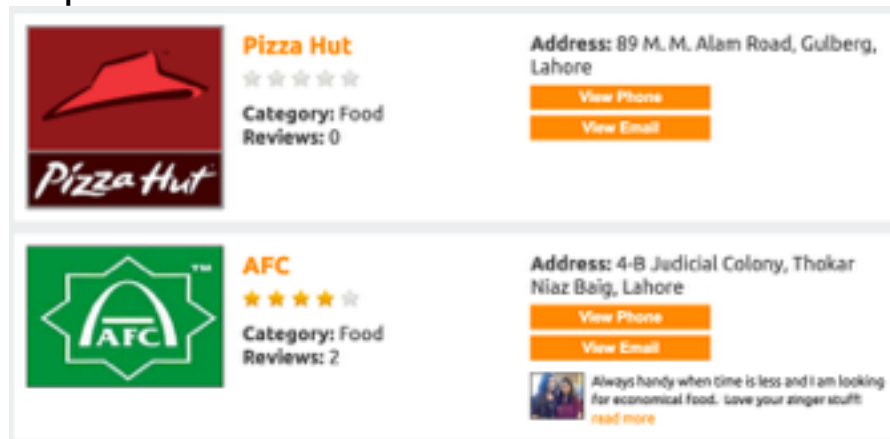 Pizza Hut
Pizza Hut
Category: Food
Reviews: 0
Address: 89 M. M. Alam Road, Gulberg,
Lahore
View Phone
View Email
AFC
TM
AFC
Category: Food
Reviews: 2
Address: 4-B Judicial Colony, Thokar
Niaz Baig, Lahore
View Phone
View Email
Always handy when time is less and I am looking
for economical food. Love your zinger stuff!
read more